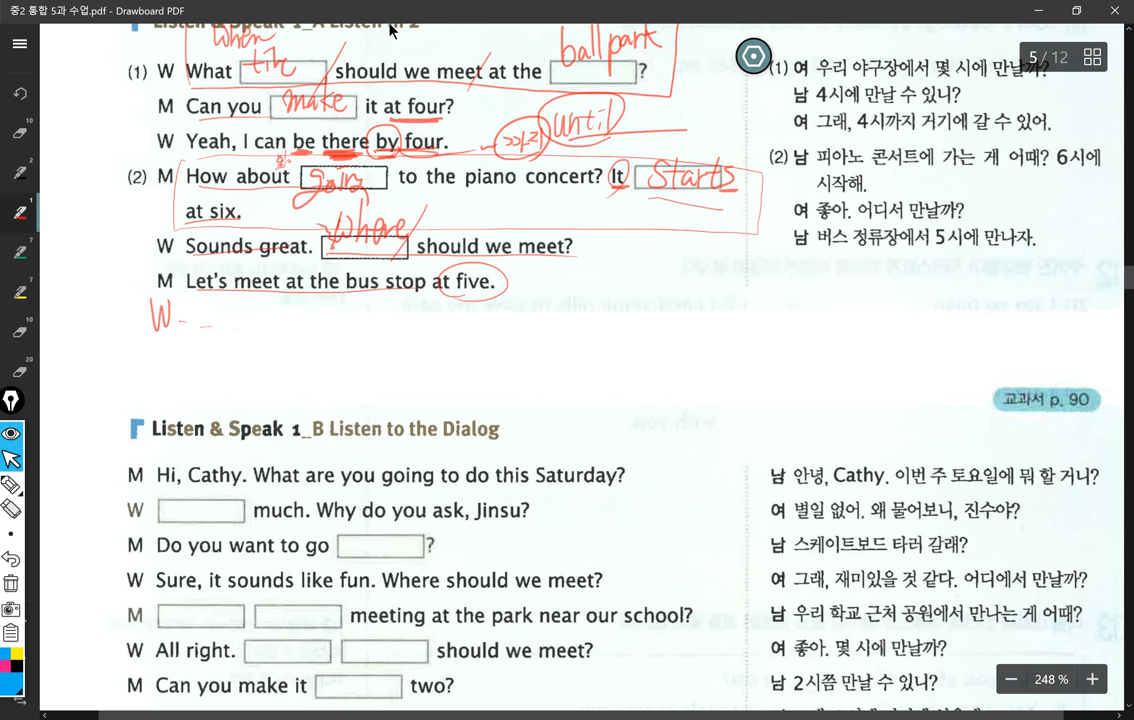 중2 통합 5과 수업.pdf - Drawboard PDF
5 / 12
when
(1) W What time should we meet at the ball park ?
M Can you make it at four?
W Yeah, I can be there by four.
~까지 until
(2) M How about going to the piano concert? It starts
at six.
W Sounds great. Where should we meet?
M Let's meet at the bus stop at five.
W
(1) 여 우리 야구장에서 몇 시에 만날까?
남 4시에 만날 수 있니?
여 그래, 4시까지 거기에 갈 수 있어.
(2) 남 피아노 콘서트에 가는 게 어때? 6시에
시작해.
여 좋아. 어디서 만날까?
남 버스 정류장에서 5시에 만나자.
교과서 p. 90
Listen & Speak 1_B Listen to the Dialog
M Hi, Cathy. What are you going to do this Saturday?
W much. Why do you ask, Jinsu?
M Do you want to go ?
W Sure, it sounds like fun. Where should we meet?
M meeting at the park near our school?
W All right. should we meet?
M Can you make it two?
남 안녕, Cathy. 이번 주 토요일에 뭐 할 거니?
여 별일 없어. 왜 물어보니, 진수야?
남 스케이트보드 타러 갈래?
여 그래, 재미있을 것 같다. 어디에서 만날까?
남 우리 학교 근처 공원에서 만나는 게 어때?
여 좋아. 몇 시에 만날까?
남 2시쯤 만날 수 있니?
248 %